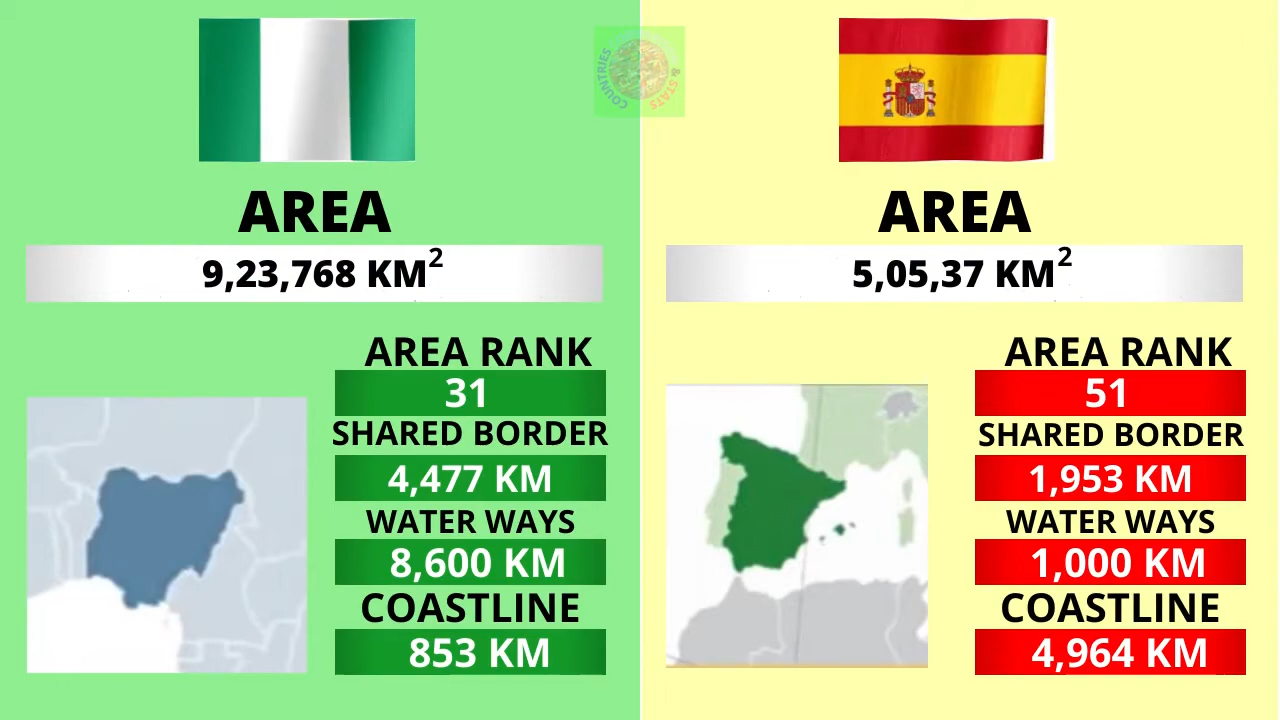 COUNTRIES & STATS
AREA
9,23,768 KM²
AREA RANK
31
SHARED BORDER
4,477 KM
WATER WAYS
8,600 KM
COASTLINE
853 KM
AREA
5,05,37 KM²
AREA RANK
51
SHARED BORDER
1,953 KM
WATER WAYS
1,000 KM
COASTLINE
4,964 KM